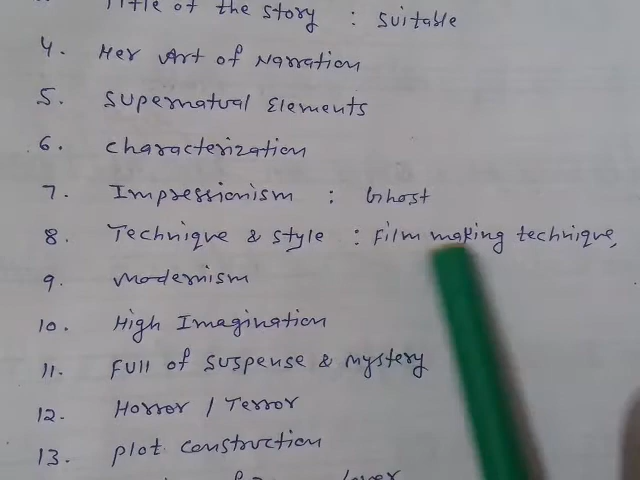 Title of the Story : Suitable
4. Her Art of Narration
5. Supernatual Elements
6. Characterization
7. Impressionism : Ghost
8. Technique & Style : Film making technique,
9. Modernism
10. High Imagination
11. Full of Suspense & Mystery
12. Horror / Terror
13. Plot Construction
lover